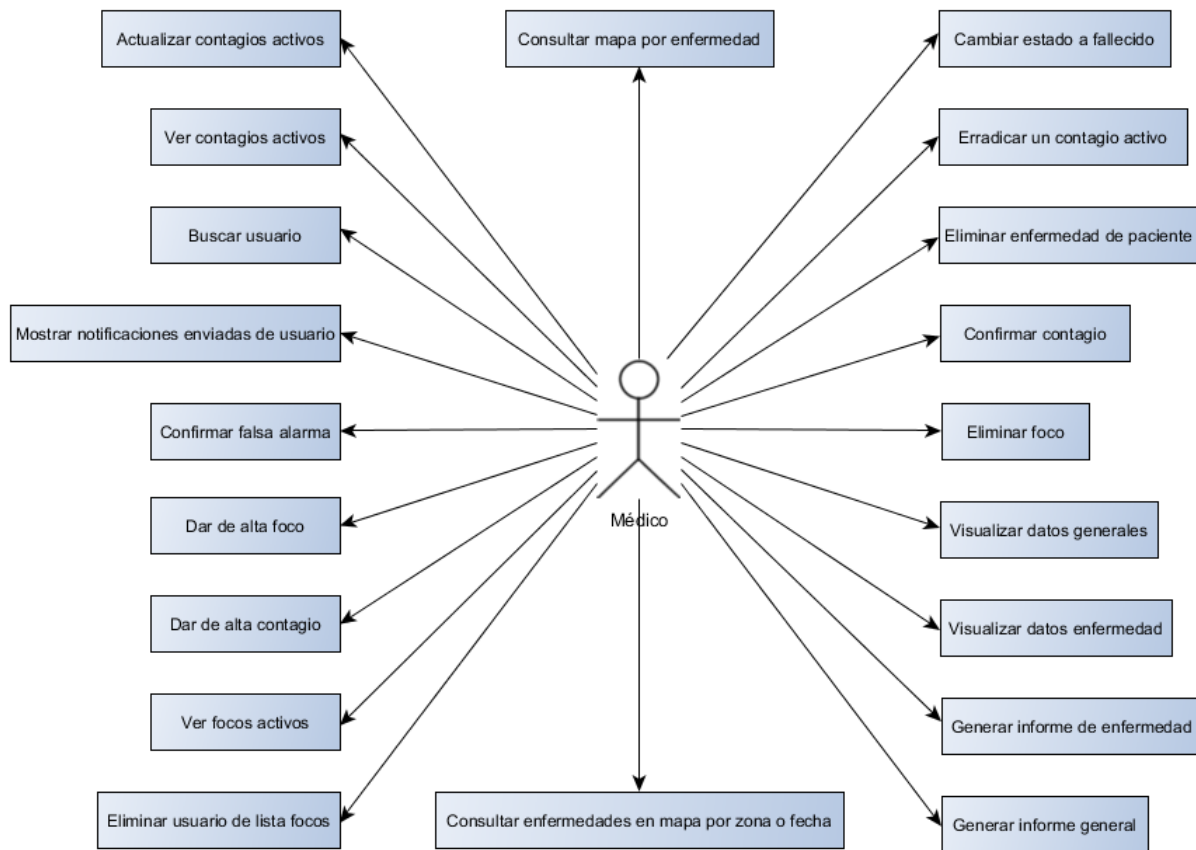 Actualizar contagios activos
Consultar mapa por enfermedad
Cambiar estado a fallecido
Ver contagios activos
Erradicar un contagio activo
Buscar usuario
Eliminar enfermedad de paciente
Mostrar notificaciones enviadas de usuario
Confirmar contagio
Confirmar falsa alarma
Eliminar foco
Médico
Dar de alta foco
Visualizar datos generales
Dar de alta contagio
Visualizar datos enfermedad
Ver focos activos
Generar informe de enfermedad
Eliminar usuario de lista focos
Consultar enfermedades en mapa por zona o fecha
Generar informe general